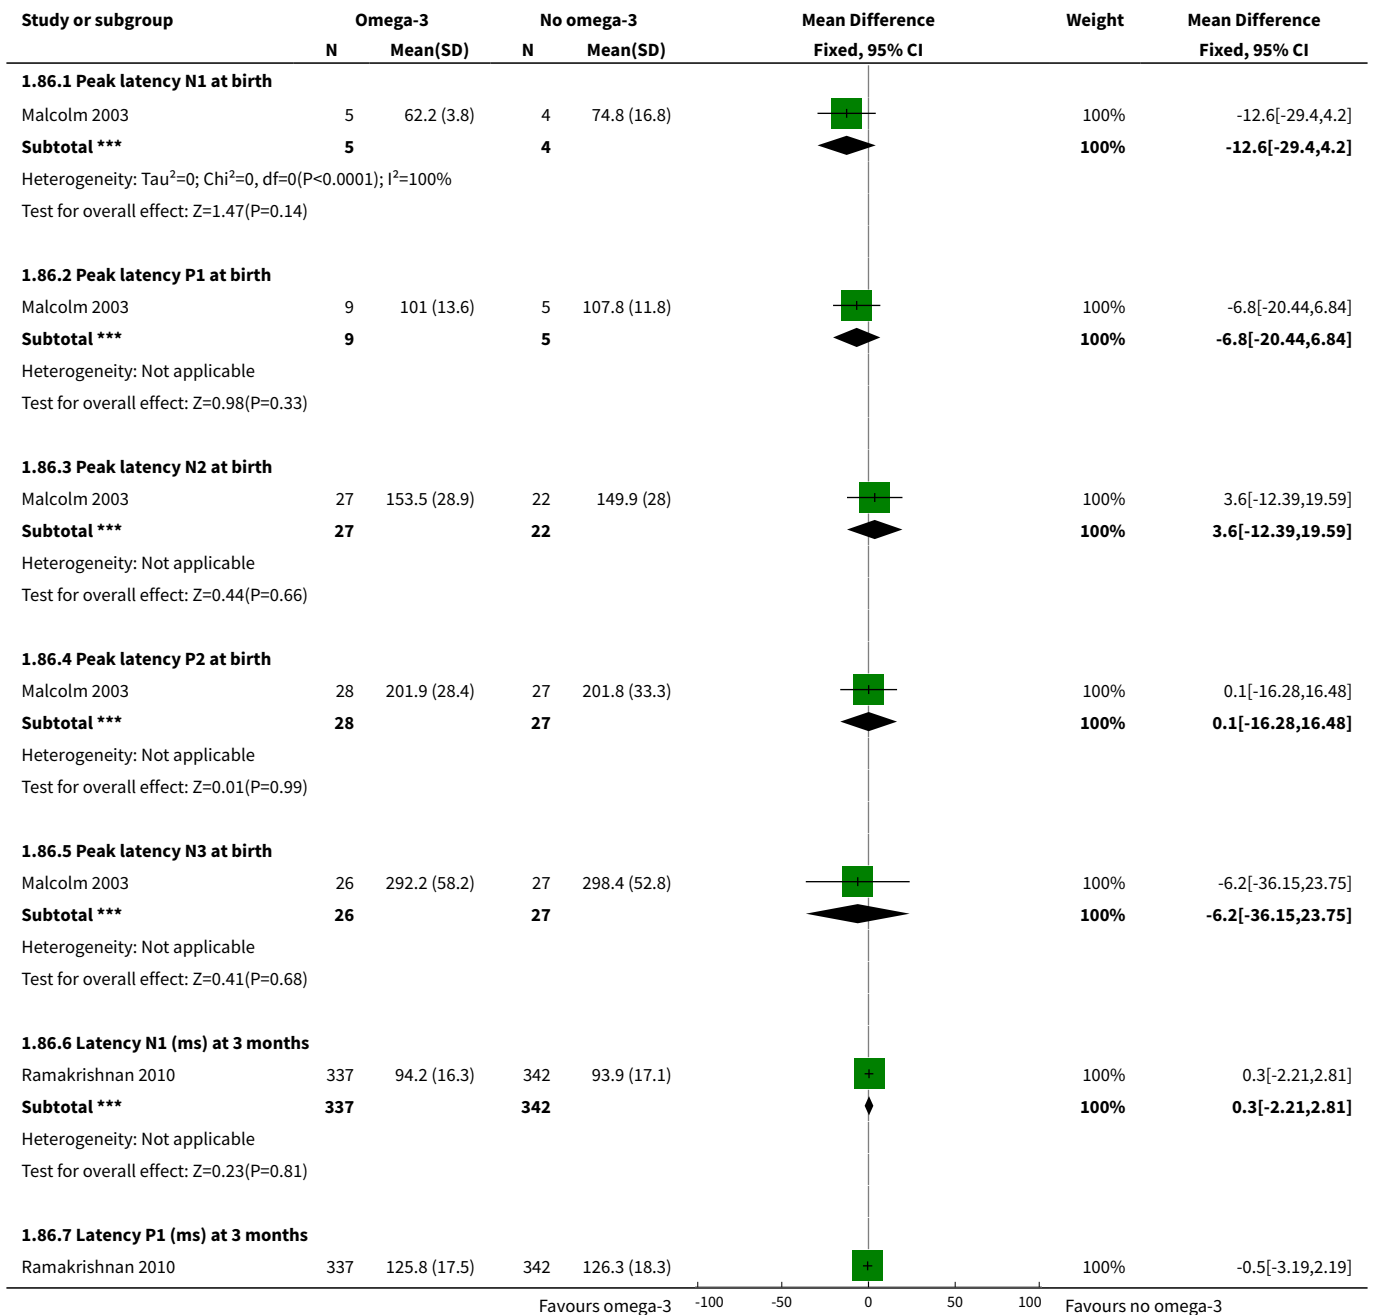 Study or subgroup Omega-3 No omega-3 Mean Difference Weight Mean Difference
N Mean(SD) N Mean(SD) Fixed, 95% CI Fixed, 95% CI
1.86.1 Peak latency N1 at birth
Malcolm 2003 5 62.2 (3.8) 4 74.8 (16.8) 100% -12.6[-29.4,4.2]
Subtotal *** 5 4 100% -12.6[-29.4,4.2]
Heterogeneity: Tau²=0; Chi²=0, df=0(P<0.0001); I²=100%
Test for overall effect: Z=1.47(P=0.14)
1.86.2 Peak latency P1 at birth
Malcolm 2003 9 101 (13.6) 5 107.8 (11.8) 100% -6.8[-20.44,6.84]
Subtotal *** 9 5 100% -6.8[-20.44,6.84]
Heterogeneity: Not applicable
Test for overall effect: Z=0.98(P=0.33)
1.86.3 Peak latency N2 at birth
Malcolm 2003 27 153.5 (28.9) 22 149.9 (28) 100% 3.6[-12.39,19.59]
Subtotal *** 27 22 100% 3.6[-12.39,19.59]
Heterogeneity: Not applicable
Test for overall effect: Z=0.44(P=0.66)
1.86.4 Peak latency P2 at birth
Malcolm 2003 28 201.9 (28.4) 27 201.8 (33.3) 100% 0.1[-16.28,16.48]
Subtotal *** 28 27 100% 0.1[-16.28,16.48]
Heterogeneity: Not applicable
Test for overall effect: Z=0.01(P=0.99)
1.86.5 Peak latency N3 at birth
Malcolm 2003 26 292.2 (58.2) 27 298.4 (52.8) 100% -6.2[-36.15,23.75]
Subtotal *** 26 27 100% -6.2[-36.15,23.75]
Heterogeneity: Not applicable
Test for overall effect: Z=0.41(P=0.68)
1.86.6 Latency N1 (ms) at 3 months
Ramakrishnan 2010 337 94.2 (16.3) 342 93.9 (17.1) 100% 0.3[-2.21,2.81]
Subtotal *** 337 342 100% 0.3[-2.21,2.81]
Heterogeneity: Not applicable
Test for overall effect: Z=0.23(P=0.81)
1.86.7 Latency P1 (ms) at 3 months
Ramakrishnan 2010 337 125.8 (17.5) 342 126.3 (18.3) 100% -0.5[-3.19,2.19]
Favours omega-3 -100 -50 0 50 100 Favours no omega-3